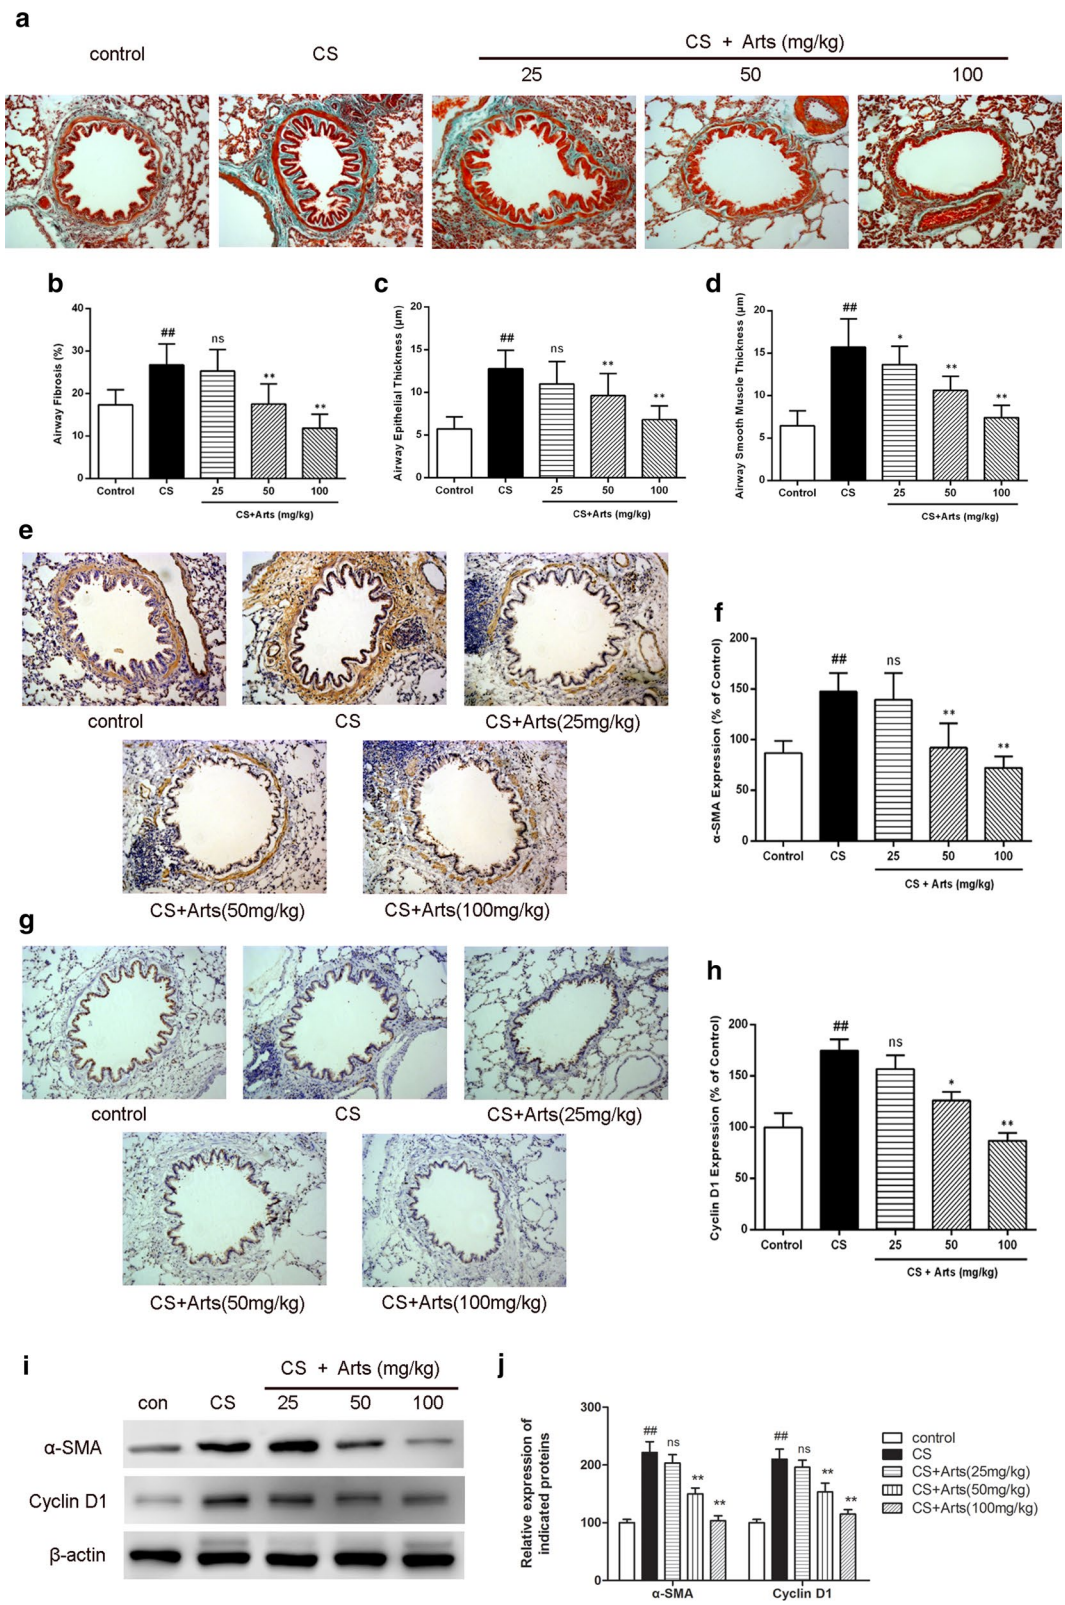 a
control
CS
CS + Arts (mg/kg)
25
50
100
b
Airway Fibrosis (%)
40
30
20
10
0
##
ns
**
**
Control
CS
25
50
100
CS+Arts (mg/kg)
c
Airway Epithelial Thickness (μm)
20
15
10
5
0
##
ns
**
**
Control
CS
25
50
100
CS+Arts (mg/kg)
d
Airway Smooth Muscle Thickness (μm)
20
15
10
5
0
##
*
**
**
Control
CS
25
50
100
CS+Arts (mg/kg)
e
control
CS
CS+Arts(25mg/kg)
CS+Arts(50mg/kg)
CS+Arts(100mg/kg)
f
α-SMA Expression (% of Control)
200
150
100
50
0
##
ns
**
**
Control
CS
25
50
100
CS + Arts (mg/kg)
g
control
CS
CS+Arts(25mg/kg)
CS+Arts(50mg/kg)
CS+Arts(100mg/kg)
h
Cyclin D1 Expression (% of Control)
200
150
100
50
0
##
ns
*
**
Control
CS
25
50
100
CS + Arts (mg/kg)
i
CS + Arts (mg/kg)
con
CS
25
50
100
α-SMA
Cyclin D1
β-actin
j
Relative expression of
indicated proteins
300
200
100
0
##
ns
**
**
##
ns
**
**
α-SMA
Cyclin D1
control
CS
CS+Arts(25mg/kg)
CS+Arts(50mg/kg)
CS+Arts(100mg/kg)